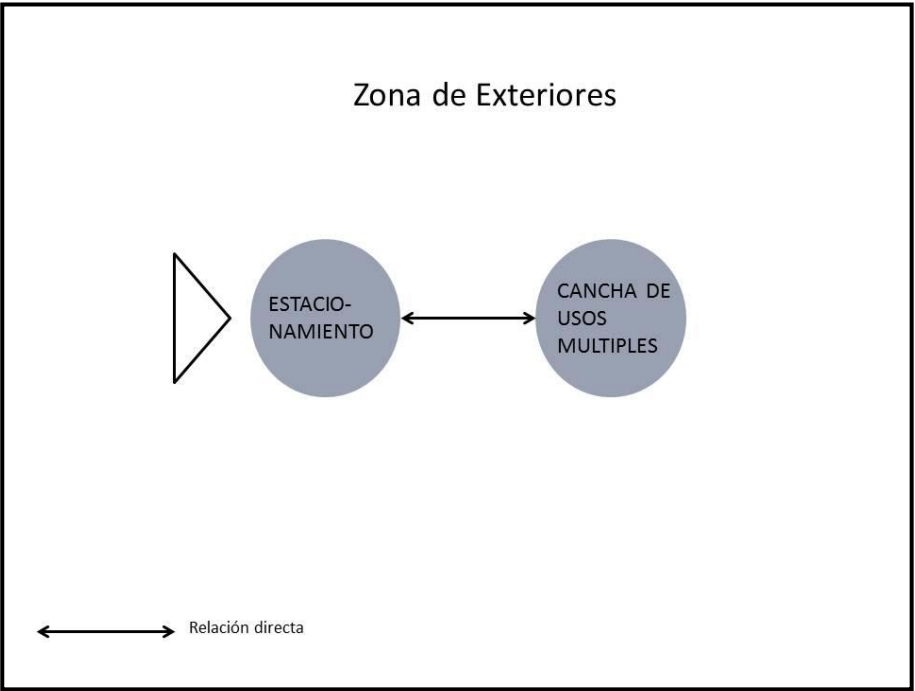 Zona de Exteriores
ESTACIO-
NAMIENTO
CANCHA DE
USOS
MULTIPLES
Relación directa